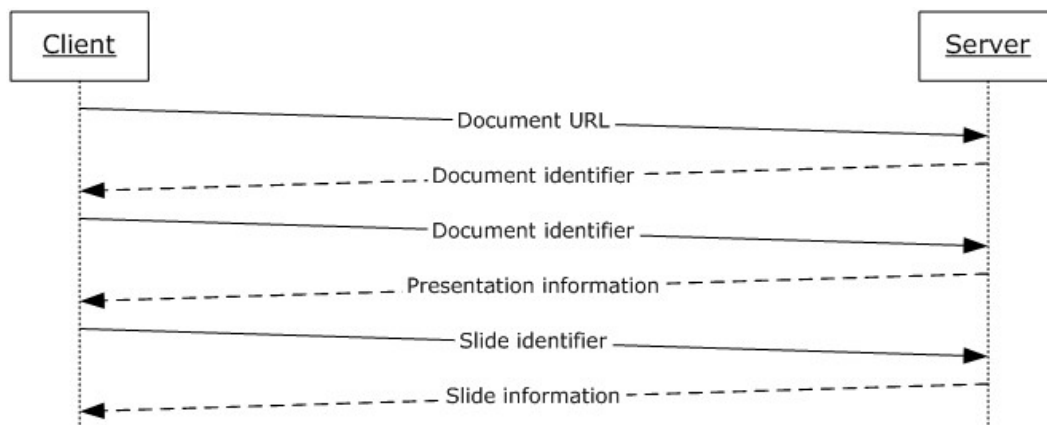 Client
Server
Document URL
Document identifier
Document identifier
Presentation information
Slide identifier
Slide information